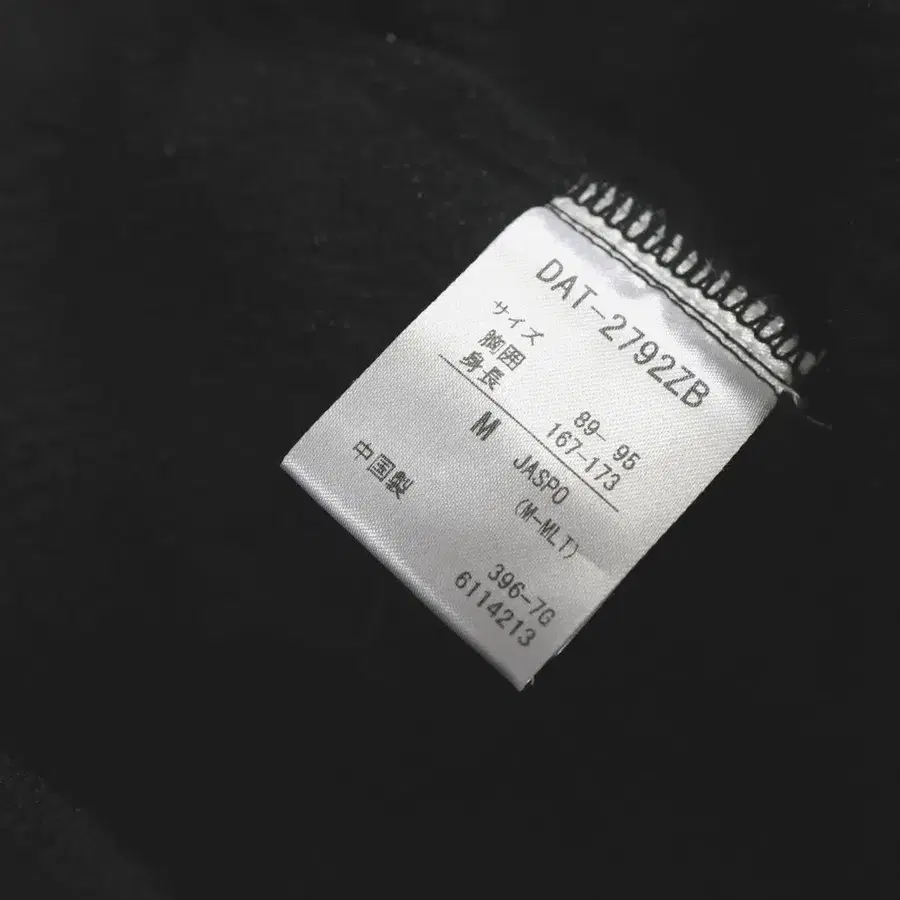 DAT-2792ZB
サイズ
胸囲 89- 95
身長 167-173
M JASPO
(M-MLT)
中国製
396-7G
6114213